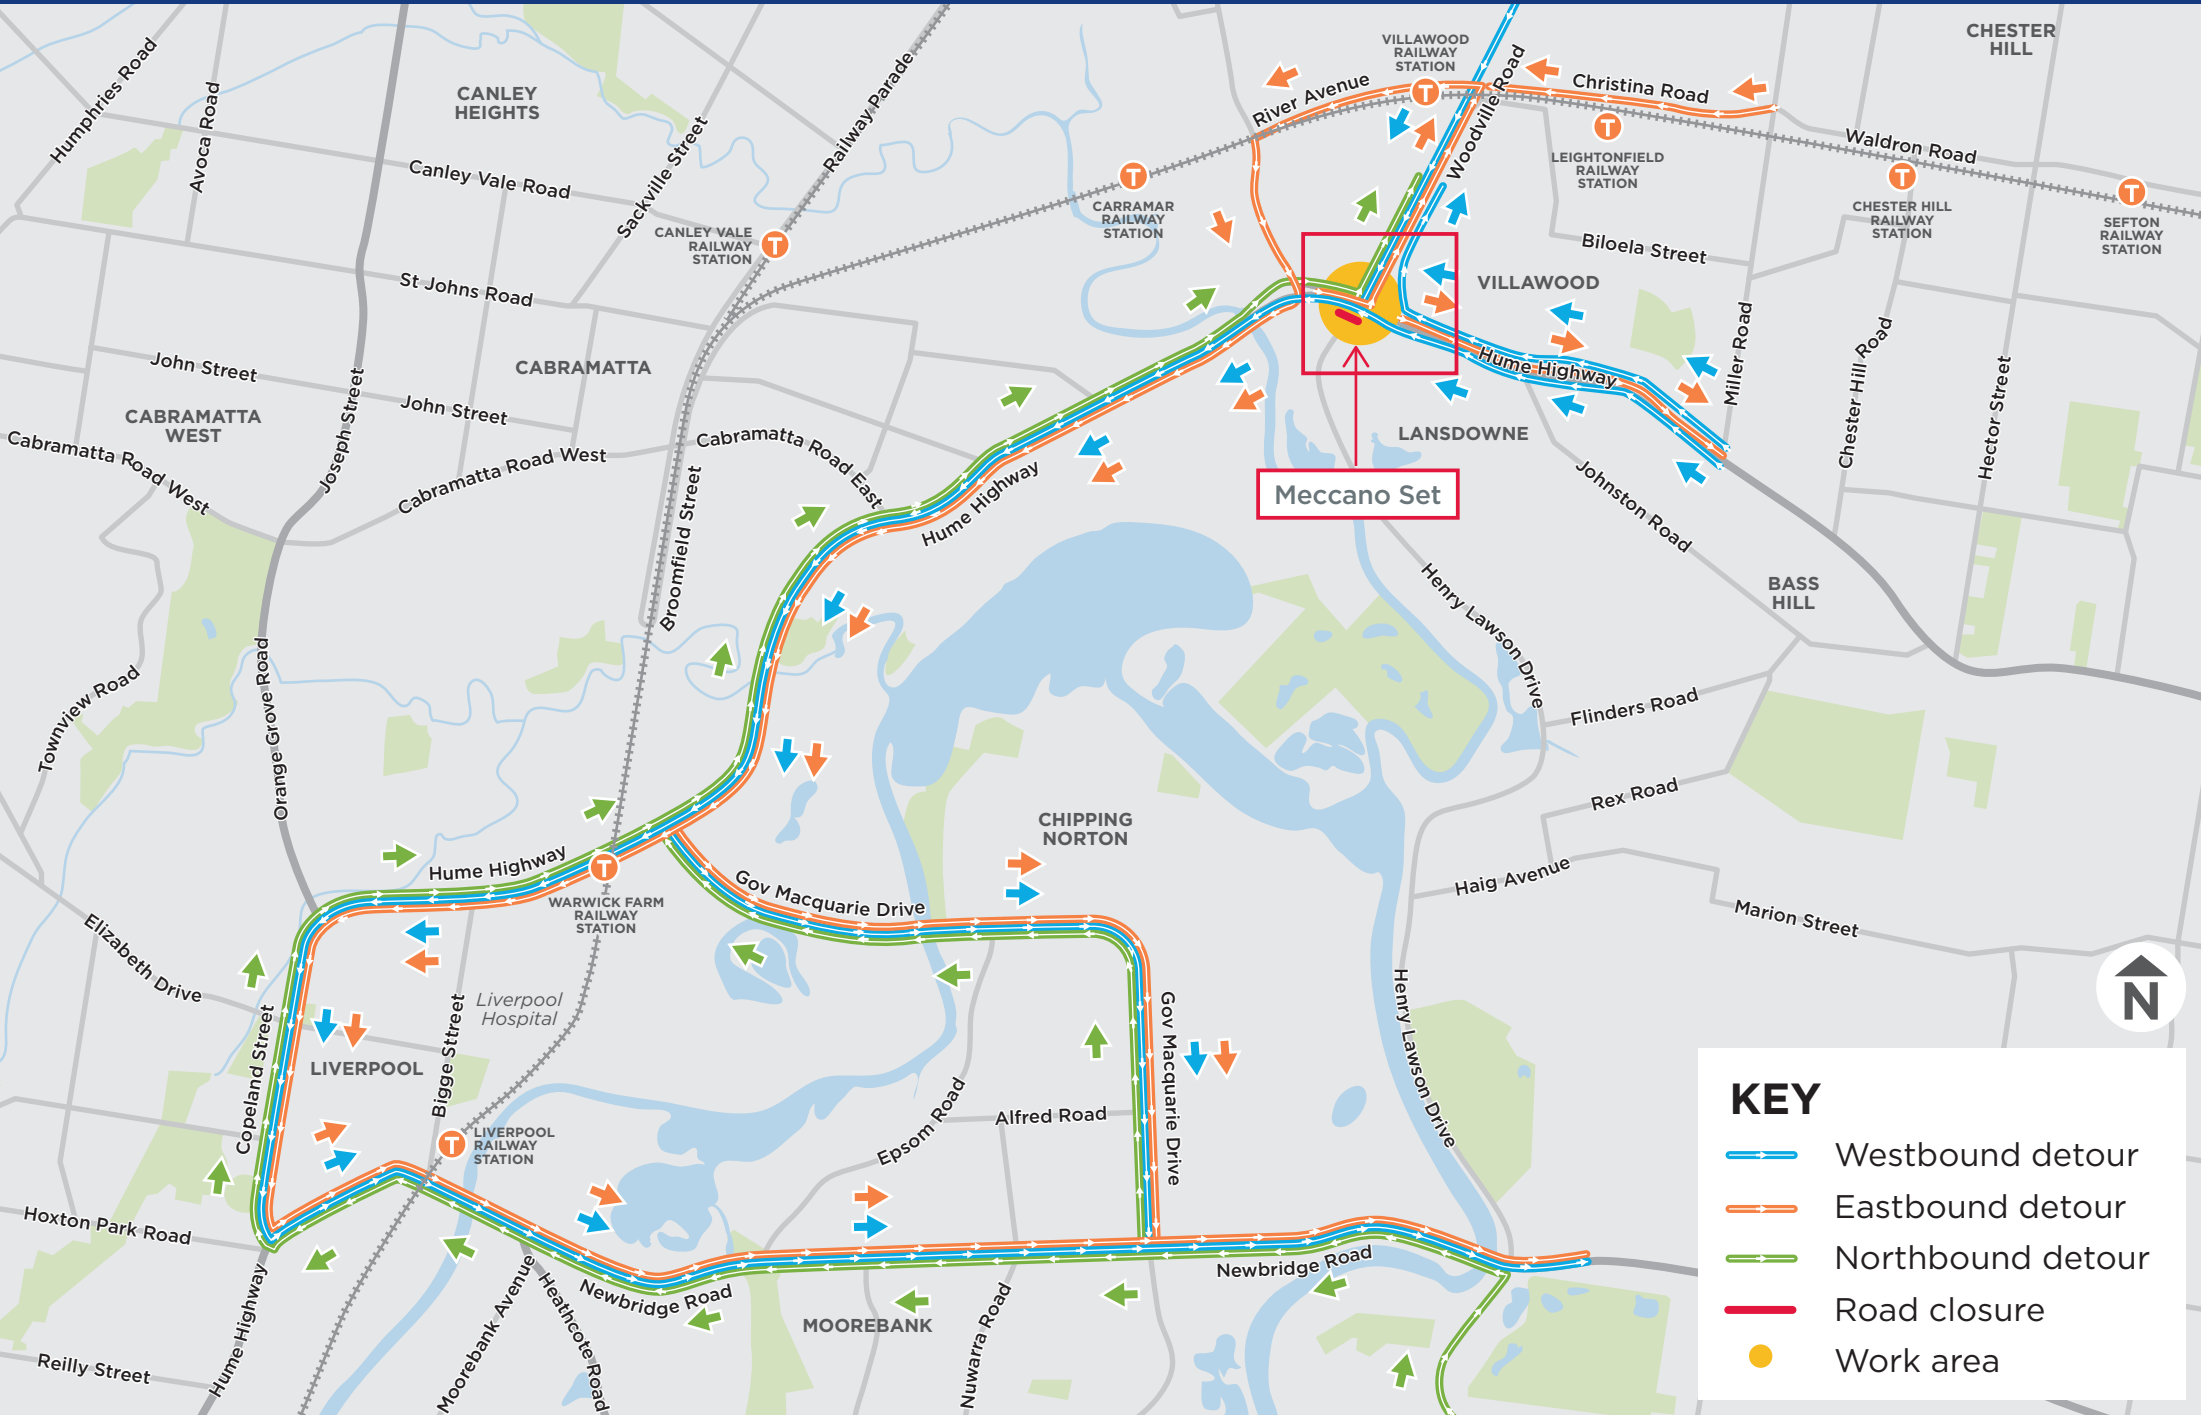 CHESTER
HILL
VILLAWOOD
RAILWAY
STATION
Humphries Road
Avoca Road
CANLEY
HEIGHTS
Railway Parade
River Avenue
Woodville Road
Christina Road
Waldron Road
Sackville Street
Canley Vale Road
LEIGHTONFIELD
RAILWAY
STATION
CARRAMAR
RAILWAY
STATION
CHESTER HILL
RAILWAY
STATION
SEFTON
RAILWAY
STATION
CANLEY VALE
RAILWAY
STATION
Biloela Street
St Johns Road
VILLAWOOD
Miller Road
Chester Hill Road
Hector Street
John Street
CABRAMATTA
Hume Highway
Joseph Street
John Street
CABRAMATTA
WEST
LANSDOWNE
Cabramatta Road West
Cabramatta Road West
Cabramatta Road East
Broomfield Street
Hume Highway
Meccano Set
Johnston Road
BASS
HILL
Henry Lawson Drive
Orange Grove Road
Townview Road
Flinders Road
Rex Road
CHIPPING
NORTON
Hume Highway
Haig Avenue
Gov Macquarie Drive
WARWICK FARM
RAILWAY
STATION
Marion Street
Elizabeth Drive
N
Liverpool
Hospital
Bigge Street
Copeland Street
LIVERPOOL
Gov Macquarie Drive
Henry Lawson Drive
Alfred Road
Epsom Road
LIVERPOOL
RAILWAY
STATION
Hoxton Park Road
Newbridge Road
Newbridge Road
MOOREBANK
Moorebank Avenue
Heathcote Road
Nuwarra Road
Hume Highway
Reilly Street
KEY
Westbound detour
Eastbound detour
Northbound detour
Road closure
Work area
T
T
T
T
T
T
T
T